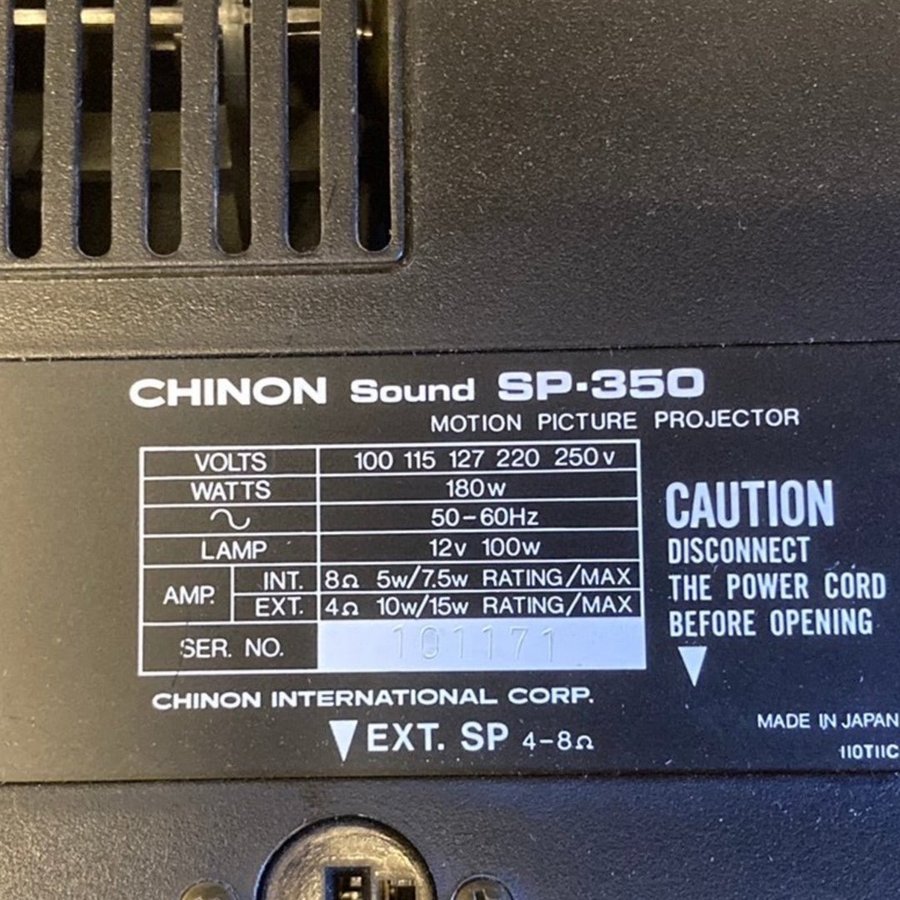 CHINON Sound SP·350
MOTION PICTURE PROJECTOR
VOLTS 100 115 127 220 250v
WATTS 180w
50-60Hz
LAMP 12v 100w
AMP. INT. 8Ω 5w/7.5w RATING/MAX
EXT. 4Ω 10w/15w RATING/MAX
SER. NO. 101171
CAUTION
DISCONNECT
THE POWER CORD
BEFORE OPENING
CHINON INTERNATIONAL CORP.
EXT. SP 4-8Ω
MADE IN JAPAN
110T11C